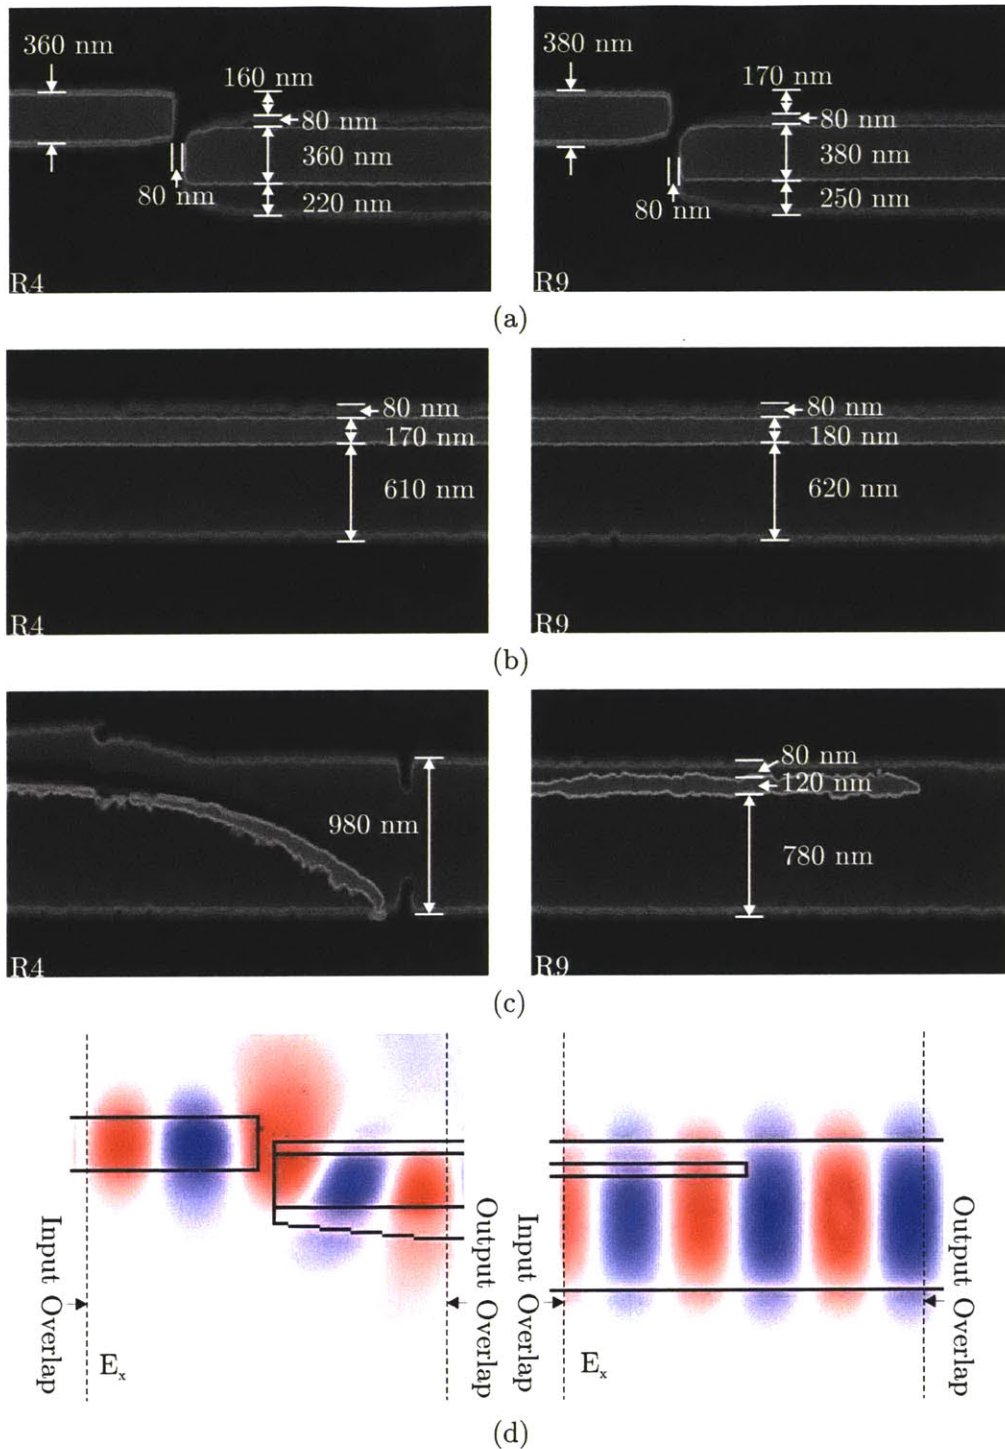 360 nm
160 nm
80 nm
360 nm
80 nm
220 nm
R4
380 nm
170 nm
80 nm
380 nm
80 nm
250 nm
R9
(a)
80 nm
170 nm
610 nm
R4
80 nm
180 nm
620 nm
R9
(b)
980 nm
R4
80 nm
120 nm
780 nm
R9
(c)
Input Overlap
Eₓ
Output Overlap
Input Overlap
Eₓ
Output Overlap
(d)